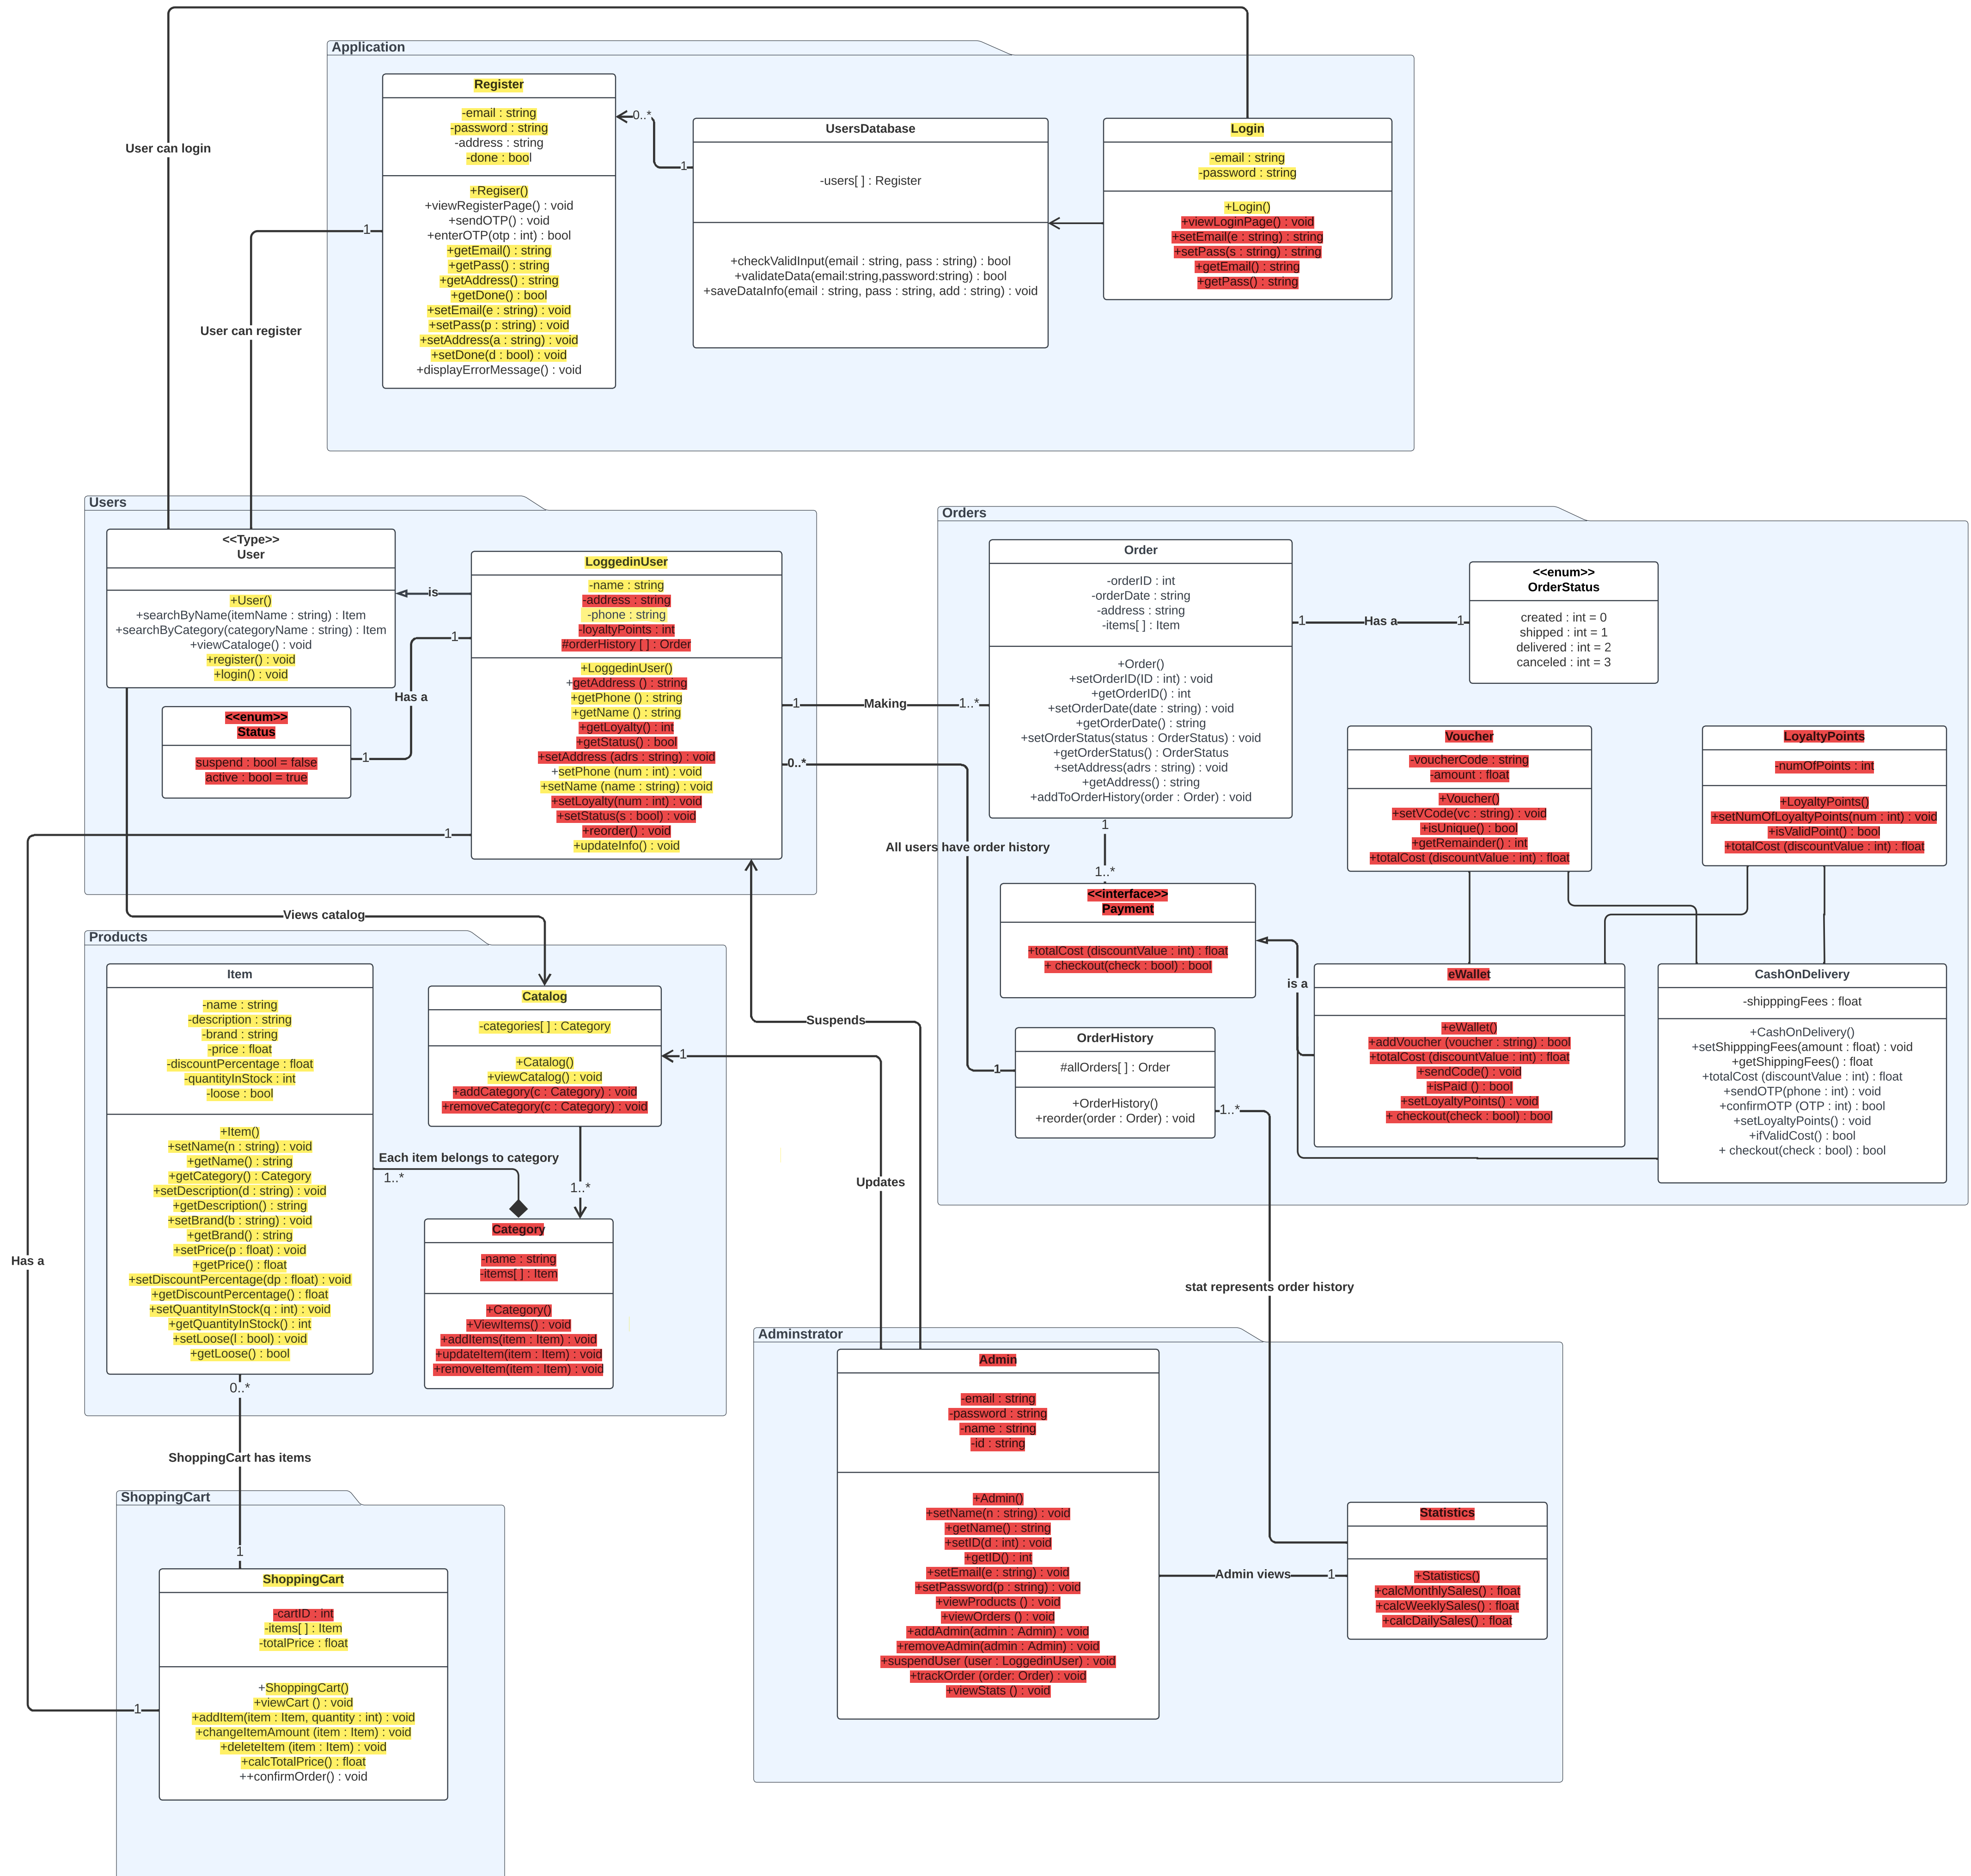 Application
Register
-email : string
-password : string
-address : string
-done : bool
+Regiser()
+viewRegisterPage() : void
+sendOTP() : void
+enterOTP(otp : int) : bool
+getEmail() : string
+getPass() : string
+getAddress() : string
+getDone() : bool
+setEmail(e : string) : void
+setPass(p : string) : void
+setAddress(a : string) : void
+setDone(d : bool) : void
+displayErrorMessage() : void
0..*
1
UsersDatabase
-users[ ] : Register
+checkValidInput(email : string, pass : string) : bool
+validateData(email:string,password:string) : bool
+saveDataInfo(email : string, pass : string, add : string) : void
Login
-email : string
-password : string
+Login()
+viewLoginPage() : void
+setEmail(e : string) : string
+setPass(s : string) : string
+getEmail() : string
+getPass() : string
User can login
1
User can register
Users
<<Type>>
User
+User()
+searchByName(itemName : string) : Item
+searchByCategory(categoryName : string) : Item
+viewCataloge() : void
+register() : void
+login() : void
is
LoggedinUser
-name : string
-address : string
-phone : string
-loyaltyPoints : int
#orderHistory [ ] : Order
+LoggedinUser()
+getAddress () : string
+getPhone () : string
+getName () : string
+getLoyalty() : int
+getStatus() : bool
+setAddress (adrs : string) : void
+setPhone (num : int) : void
+setName (name : string) : void
+setLoyalty(num : int) : void
+setStatus(s : bool) : void
+reorder() : void
+updateInfo() : void
1
Has a
1
<<enum>>
Status
suspend : bool = false
active : bool = true
1
1
Making
1..*
0..*
All users have order history
1
Orders
Order
-orderID : int
-orderDate : string
-address : string
-items[ ] : Item
+Order()
+setOrderID(ID : int) : void
+getOrderID() : int
+setOrderDate(date : string) : void
+getOrderDate() : string
+setOrderStatus(status : OrderStatus) : void
+getOrderStatus() : OrderStatus
+setAddress(adrs : string) : void
+getAddress() : string
+addToOrderHistory(order : Order) : void
1
Has a
1
<<enum>>
OrderStatus
created : int = 0
shipped : int = 1
delivered : int = 2
canceled : int = 3
1
1..*
<<interface>>
Payment
+totalCost (discountValue : int) : float
+ checkout(check : bool) : bool
Voucher
-voucherCode : string
-amount : float
+Voucher()
+setVCode(vc : string) : void
+isUnique() : bool
+getRemainder() : int
+totalCost (discountValue : int) : float
LoyaltyPoints
-numOfPoints : int
+LoyaltyPoints()
+setNumOfLoyaltyPoints(num : int) : void
+isValidPoint() : bool
+totalCost (discountValue : int) : float
is a
eWallet
+eWallet()
+addVoucher (voucher : string) : bool
+totalCost (discountValue : int) : float
+sendCode() : void
+isPaid () : bool
+setLoyaltyPoints() : void
+ checkout(check : bool) : bool
CashOnDelivery
-shipppingFees : float
+CashOnDelivery()
+setShipppingFees(amount : float) : void
+getShippingFees() : float
+totalCost (discountValue : int) : float
+sendOTP(phone : int) : void
+confirmOTP (OTP : int) : bool
+setLoyaltyPoints() : void
+ifValidCost() : bool
+ checkout(check : bool) : bool
OrderHistory
#allOrders[ ] : Order
+OrderHistory()
+reorder(order : Order) : void
1..*
Views catalog
Products
Item
-name : string
-description : string
-brand : string
-price : float
-discountPercentage : float
-quantityInStock : int
-loose : bool
+Item()
+setName(n : string) : void
+getName() : string
+getCategory() : Category
+setDescription(d : string) : void
+getDescription() : string
+setBrand(b : string) : void
+getBrand() : string
+setPrice(p : float) : void
+getPrice() : float
+setDiscountPercentage(dp : float) : void
+getDiscountPercentage() : float
+setQuantityInStock(q : int) : void
+getQuantityInStock() : int
+setLoose(l : bool) : void
+getLoose() : bool
Catalog
-categories[ ] : Category
+Catalog()
+viewCatalog() : void
+addCategory(c : Category) : void
+removeCategory(c : Category) : void
Each item belongs to category
1..*
1..*
Category
-name : string
-items[ ] : Item
+Category()
+ViewItems() : void
+addItems(item : Item) : void
+updateItem(item : Item) : void
+removeItem(item : Item) : void
1
Suspends
Updates
stat represents order history
Has a
0..*
ShoppingCart has items
1
ShoppingCart
ShoppingCart
-cartID : int
-items[ ] : Item
-totalPrice : float
+ShoppingCart()
+viewCart () : void
+addItem(item : Item, quantity : int) : void
+changeItemAmount (item : Item) : void
+deleteItem (item : Item) : void
+calcTotalPrice() : float
++confirmOrder() : void
1
Adminstrator
Admin
-email : string
-password : string
-name : string
-id : string
+Admin()
+setName(n : string) : void
+getName() : string
+setID(d : int) : void
+getID() : int
+setEmail(e : string) : void
+setPassword(p : string) : void
+viewProducts () : void
+viewOrders () : void
+addAdmin(admin : Admin) : void
+removeAdmin(admin : Admin) : void
+suspendUser (user : LoggedinUser) : void
+trackOrder (order: Order) : void
+viewStats () : void
Admin views
1
Statistics
+Statistics()
+calcMonthlySales() : float
+calcWeeklySales() : float
+calcDailySales() : float